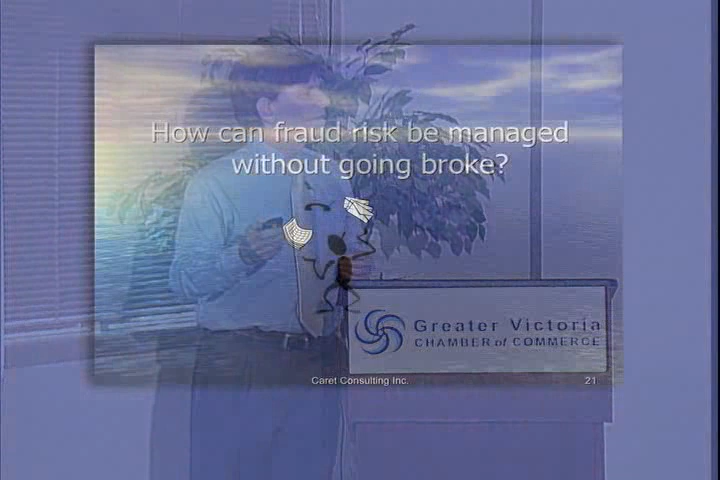 How can fraud risk be managed
without going broke?
Greater Victoria
CHAMBER of COMMERCE
Caret Consulting Inc.
21